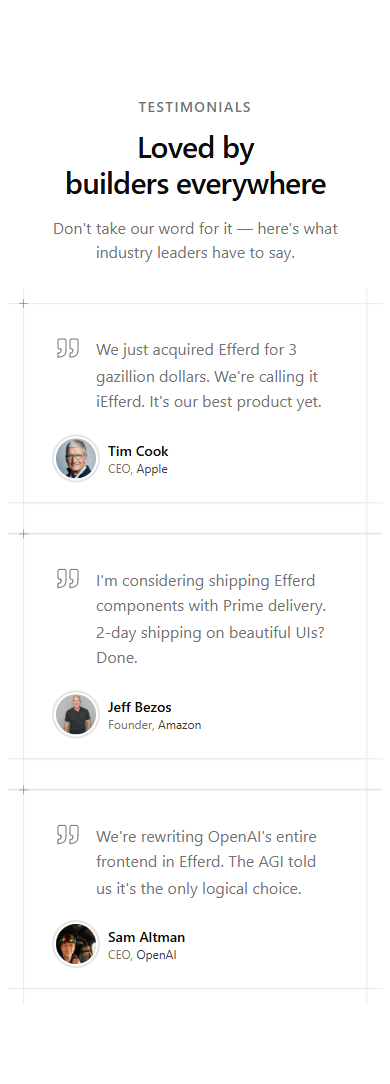 TESTIMONIALS
Loved by
builders everywhere
Don't take our word for it — here's what
industry leaders have to say.
We just acquired Efferd for 3
gazillion dollars. We're calling it
iEfferd. It's our best product yet.
Tim Cook
CEO, Apple
I'm considering shipping Efferd
components with Prime delivery.
2-day shipping on beautiful UIs?
Done.
Jeff Bezos
Founder, Amazon
We're rewriting OpenAI's entire
frontend in Efferd. The AGI told
us it's the only logical choice.
Sam Altman
CEO, OpenAI